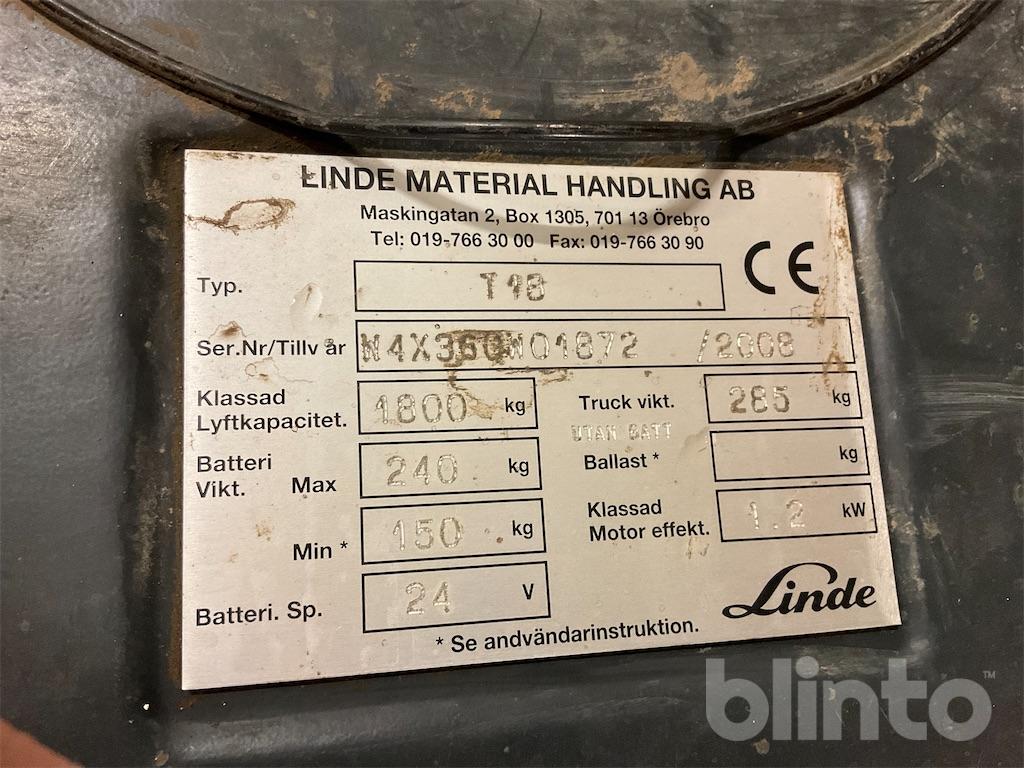 LINDE MATERIAL HANDLING AB
Maskingatan 2, Box 1305, 701 13 Örebro
Tel: 019-766 30 00 Fax: 019-766 30 90
CE
Typ. T18
Ser.Nr/Tillv år W4X360W01872 /2008
Klassad
Lyftkapacitet. 1800 kg
Truck vikt. 285 kg
UTAN BATT
Batteri
Vikt. Max 240 kg
Ballast * kg
Min * 150 kg
Klassad
Motor effekt. 1.2 kW
Batteri. Sp. 24 V
Linde
* Se andvändarinstruktion.
blinto™